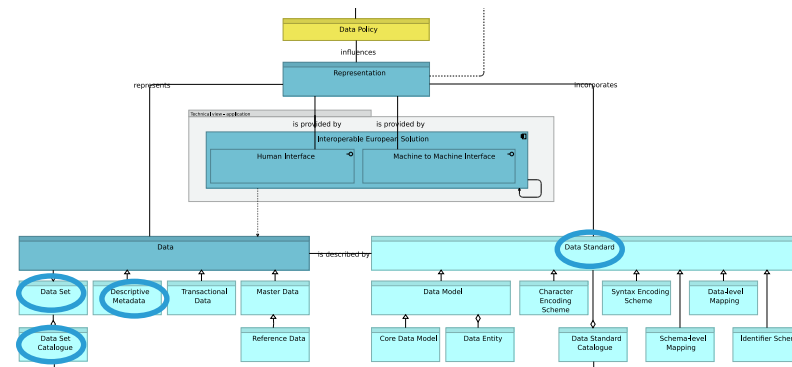 Data Policy
influences
Representation
represents
incorporates
Technical view - application
is provided by
is provided by
Interoperable European Solution
Human Interface
Machine to Machine Interface
Data
is described by
Data Standard
Data Set
Descriptive
Metadata
Transactional
Data
Master Data
Data Model
Character
Encoding
Scheme
Syntax Encoding
Scheme
Data-level
Mapping
Data Set
Catalogue
Reference Data
Core Data Model
Data Entity
Data Standard
Catalogue
Schema-level
Mapping
Identifier Sche